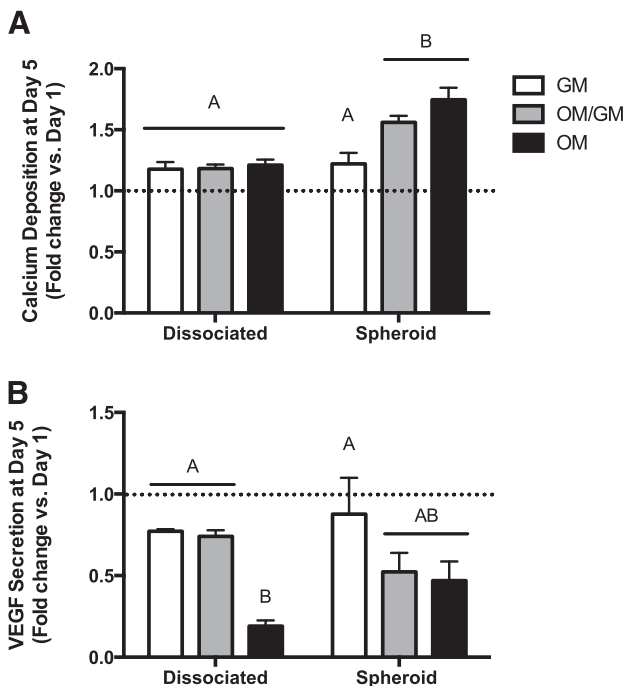 A
Calcium Deposition at Day 5
(Fold change vs. Day 1)
2.0
1.5
1.0
0.5
0.0
A
A
B
Dissociated
Spheroid
GM
OM/GM
OM
B
VEGF Secretion at Day 5
(Fold change vs. Day 1)
1.5
1.0
0.5
0.0
A
B
A
AB
Dissociated
Spheroid